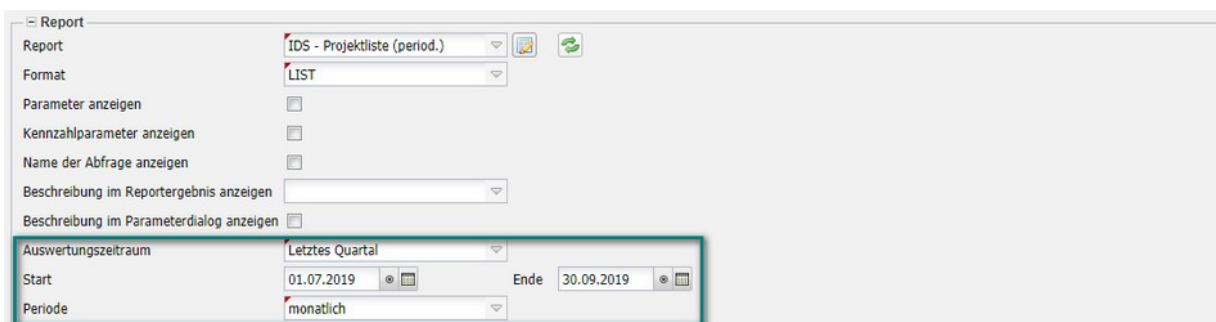 Report
Report IDS - Projektliste (period.)
Format LIST
Parameter anzeigen
Kennzahlparameter anzeigen
Name der Abfrage anzeigen
Beschreibung im Reportergebnis anzeigen
Beschreibung im Parameterdialog anzeigen
Auswertungszeitraum Letztes Quartal
Start 01.07.2019 Ende 30.09.2019
Periode monatlich